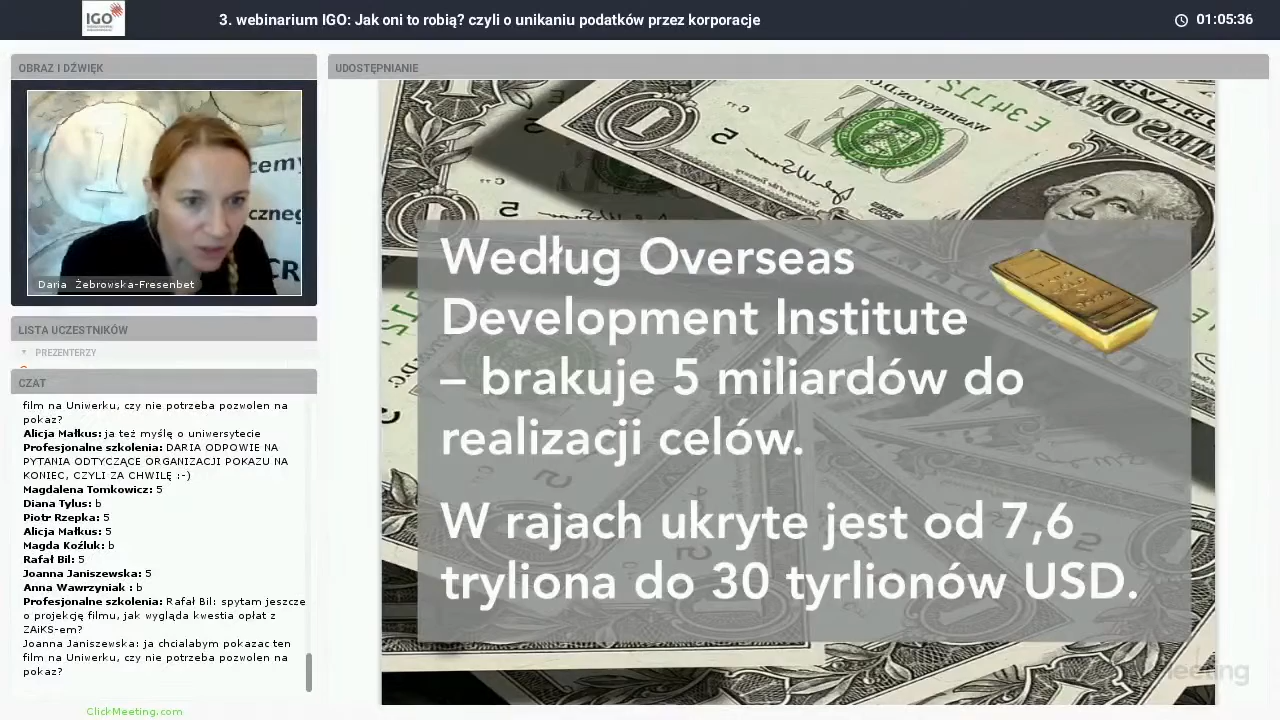 IGO
3. webinarium IGO: Jak oni to robią? czyli o unikaniu podatków przez korporacje
01:05:36
OBRAZ I DŹWIĘK
1
cemy
cznego
CR
Daria Żebrowska-Fresenbet
LISTA UCZESTNIKÓW
PREZENTERZY
CZAT
film na Uniwerku, czy nie potrzeba pozwolen na
pokaz?
Alicja Małkus: ja też myślę o uniwersytecie
Profesjonalne szkolenia: DARIA ODPOWIE NA
PYTANIA ODTYCZĄCE ORGANIZACJI POKAZU NA
KONIEC, CZYLI ZA CHWILĘ :-)
Magdalena Tomkowicz: 5
Diana Tylus: b
Piotr Rzepka: 5
Alicja Małkus: 5
Magda Koźluk: b
Rafał Bil: 5
Joanna Janiszewska: 5
Anna Wawrzyniak : b
Profesjonalne szkolenia: Rafał Bil: spytam jeszcze
o projekcję filmu, jak wygląda kwestia opłat z
ZAiKS-em?
Joanna Janiszewska: ja chcialabym pokazac ten
film na Uniwerku, czy nie potrzeba pozwolen na
pokaz?
ClickMeeting.com
UDOSTĘPNIANIE
Według Overseas
Development Institute
– brakuje 5 miliardów do
realizacji celów.
W rajach ukryte jest od 7,6
tryliona do 30 tyrlionów USD.
eeting